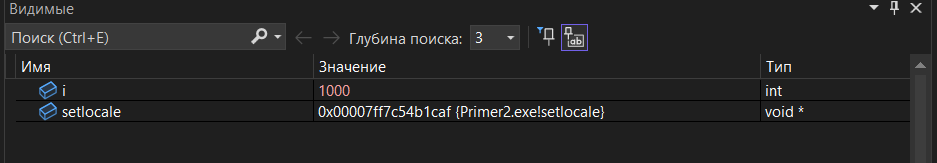 Видимые
Поиск (Ctrl+E) Глубина поиска: 3
Имя Значение Тип
i 1000 int
setlocale 0x00007ff7c54b1caf {Primer2.exe!setlocale} void *